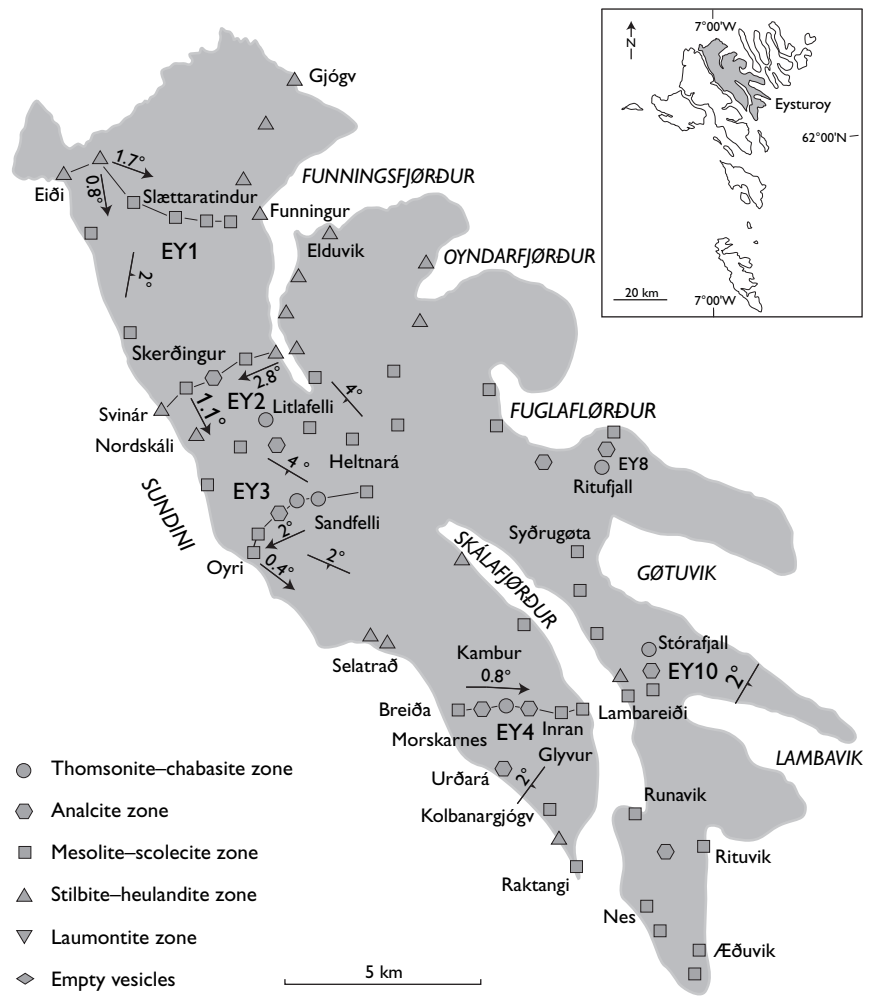 7°00'W
N
Eysturoy
62°00'N
20 km
7°00'W
Gjógv
1.7°
FUNNINGSFJØRÐUR
Eiði
0.8°
Slættaratindur
Funningur
Elduvik
EY1
OYNDARFJØRÐUR
2°
Skerðingur
2.8°
4°
EY2
Litlafelli
1.1°
Svinár
FUGLAFLØRÐUR
Nordskáli
Heltnará
4°
EY8
Ritufjall
EY3
SUNDINI
Sandfelli
2°
Syðrugøta
SKÁLAFJØRÐUR
Oyri
0.4°
2°
GØTUVIK
Stórafjall
Selatrað
Kambur
EY10
2°
0.8°
Breiða
Lambareiði
EY4
Inran
Morskarnes
Glyvur
LAMBAVIK
Urðará
2°
Runavik
Kolbanargjógv
Rituvik
Raktangi
Nes
Æðuvik
Thomsonite–chabasite zone
Analcite zone
Mesolite–scolecite zone
Stilbite–heulandite zone
Laumontite zone
Empty vesicles
5 km